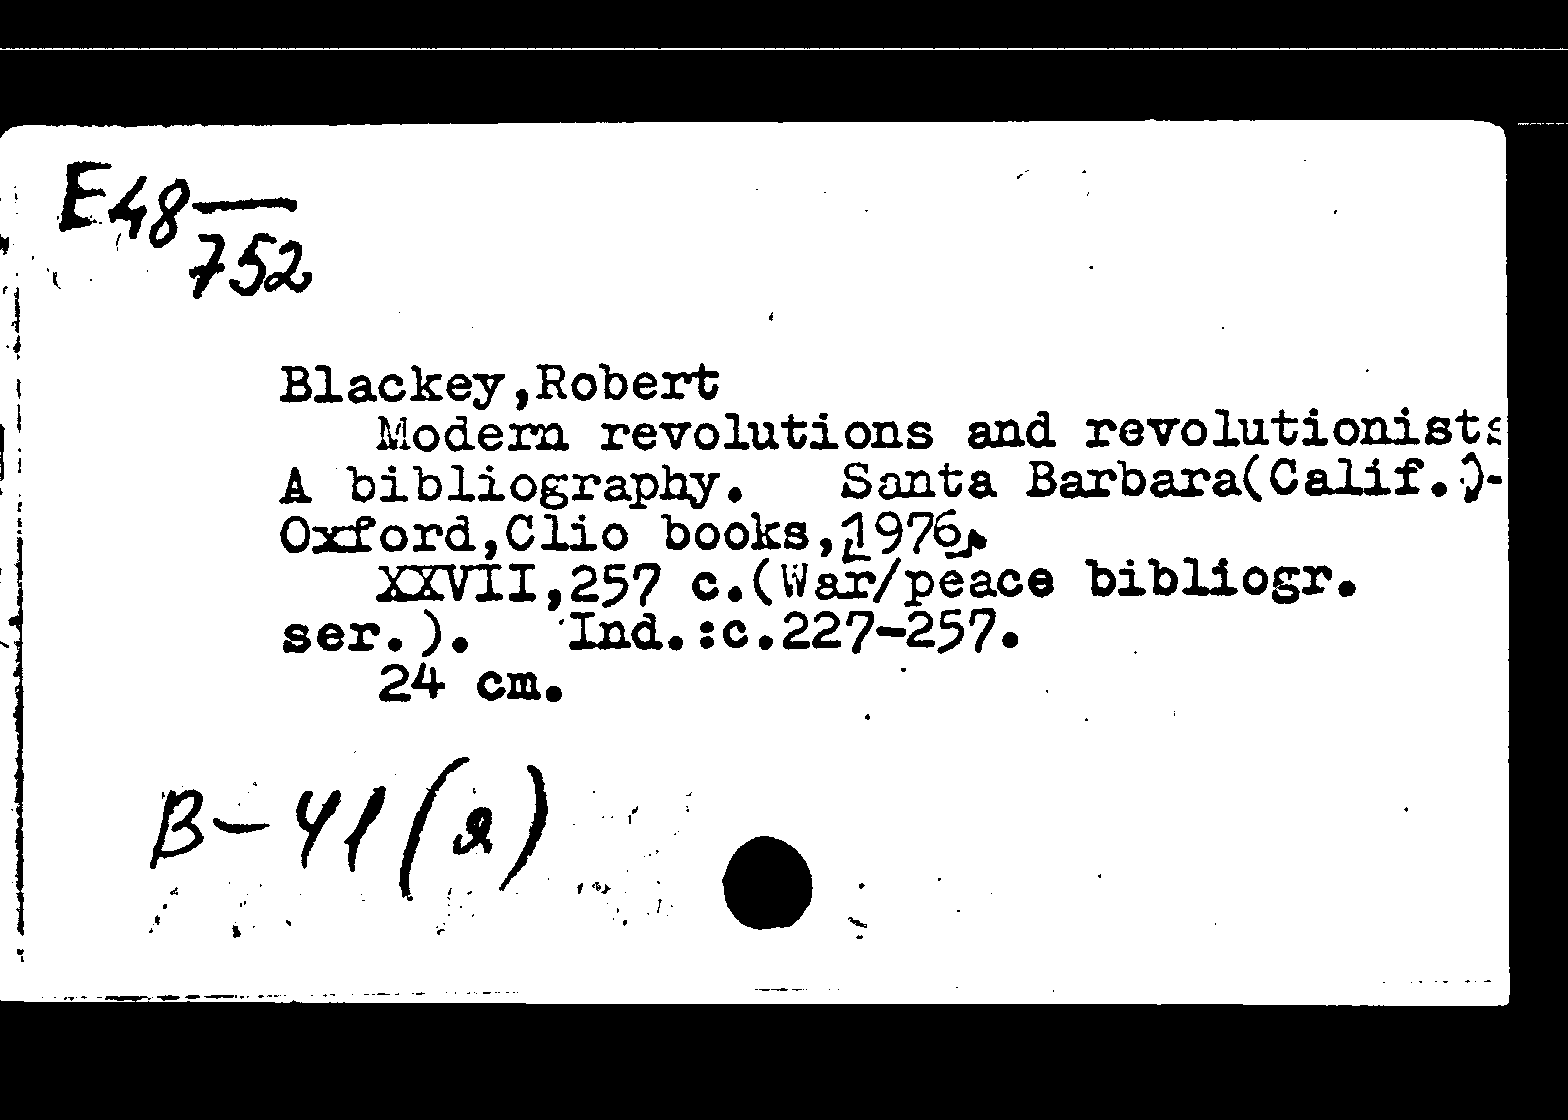 E48
752
Blackey,Robert
Modern revolutions and revolutionists
A bibliography. Santa Barbara(Calif.)-
Oxford,Clio books,[1976].
XXVII,257 c.(War/peace bibliogr.
ser.). Ind.:c.227-257.
24 cm.
B-41(я)